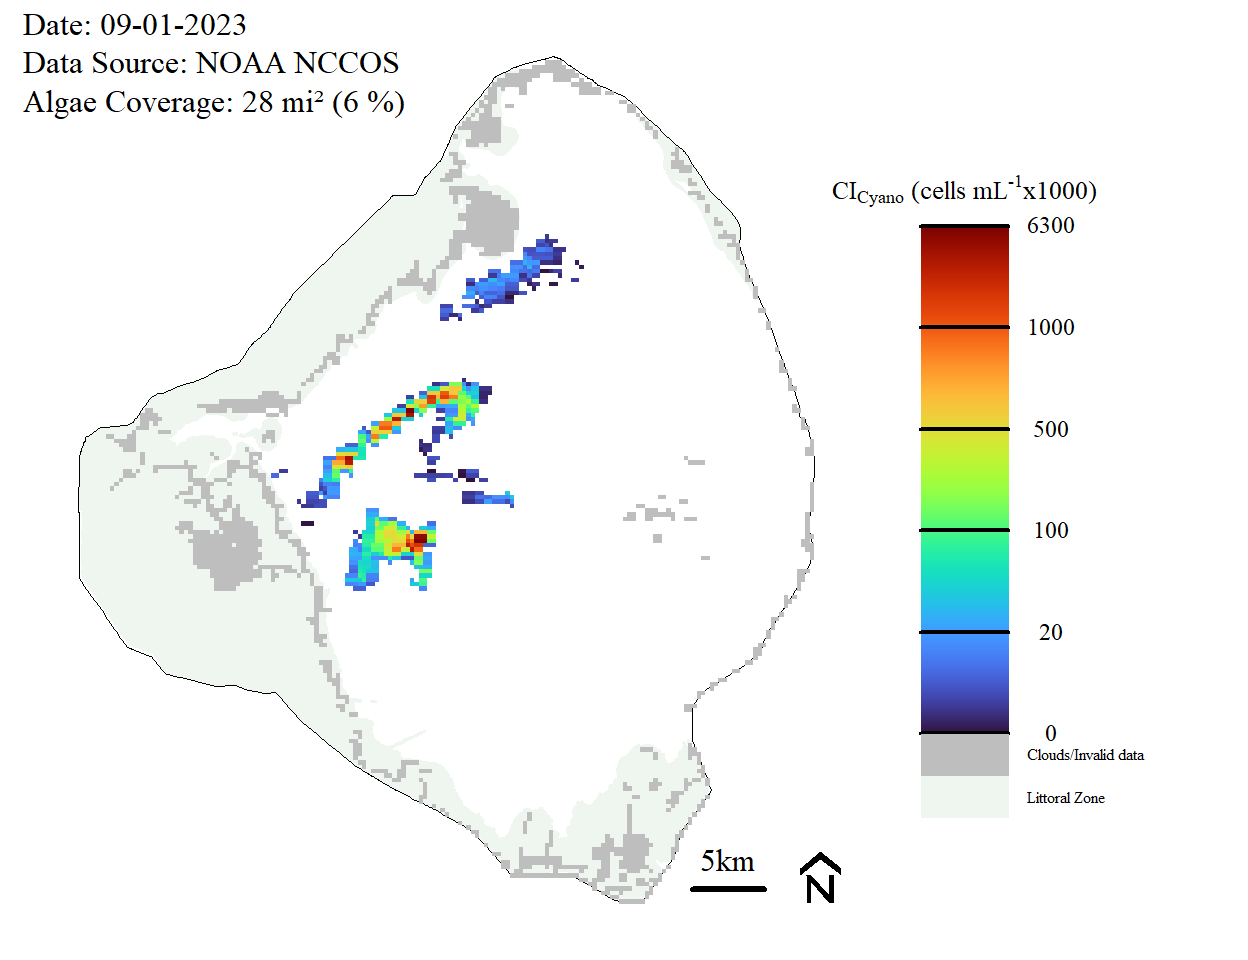 Date: 09-01-2023
Data Source: NOAA NCCOS
Algae Coverage: 28 mi² (6 %)
CICyano (cells mL-1x1000)
6300
1000
500
100
20
0
Clouds/Invalid data
Littoral Zone
5km
N